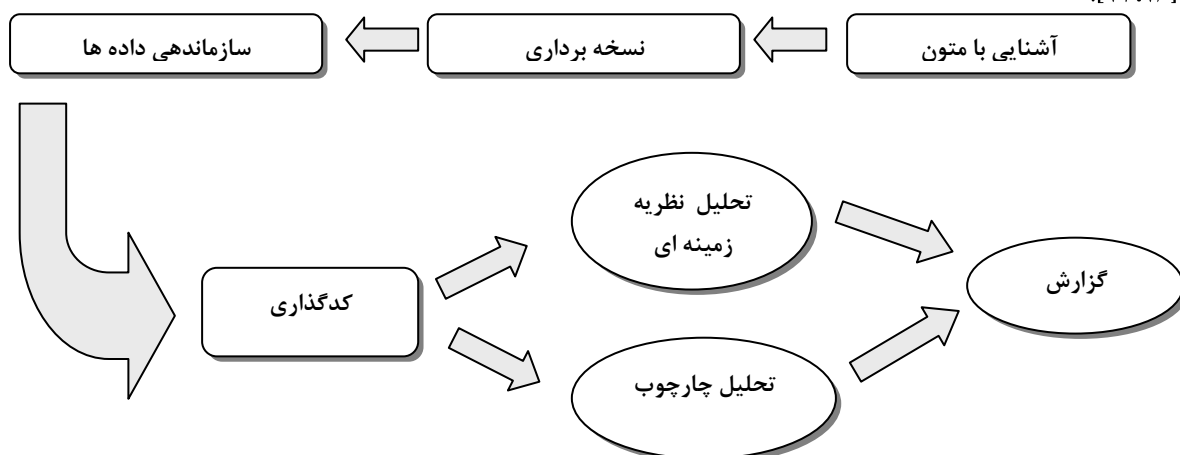 آشنایی با متون
نسخه برداری
سازماندهی داده ها
کدگذاری
تحلیل نظریه
زمینه ای
تحلیل چارچوب
گزارش